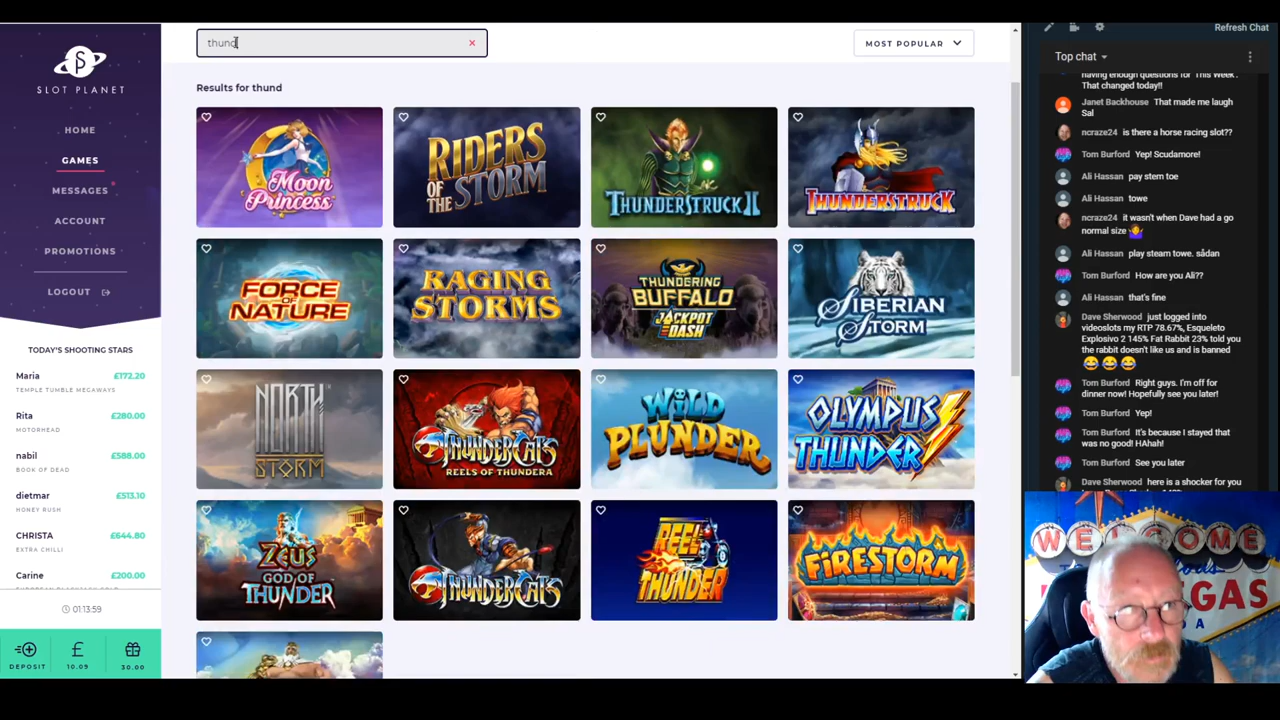 SLOT PLANET
HOME
GAMES
MESSAGES
ACCOUNT
PROMOTIONS
LOGOUT
TODAY'S SHOOTING STARS
Maria £172.20
TEMPLE TUMBLE MEGAWAYS
Rita £280.00
MOTORHEAD
nabil £588.00
BOOK OF DEAD
dietmar £513.10
HONEY RUSH
CHRISTA £644.80
EXTRA CHILLI
Carine £200.00
01:13:59
DEPOSIT 10.09 30.00
thund
MOST POPULAR
Results for thund
Moon Princess
RIDERS OF THE STORM
THUNDERSTRUCK II
THUNDERSTRUCK
FORCE OF NATURE
RAGING STORMS
THUNDERING BUFFALO JACKPOT DASH
SIBERIAN STORM
NORTH STORM
THUNDERCATS REELS OF THUNDERA
WILD PLUNDER
OLYMPUS THUNDER
ZEUS GOD OF THUNDER
THUNDERCATS
REEL THUNDER
FIRESTORM
Refresh Chat
Top chat
having enough questions for 'This Week'.
That changed today!!
Janet Backhouse That made me laugh
Sal
ncraze24 is there a horse racing slot??
Tom Burford Yep! Scudamore!
Ali Hassan pay stem toe
Ali Hassan towe
ncraze24 it wasn't when Dave had a go
normal size
Ali Hassan play steam towe. sådan
Tom Burford How are you Ali??
Ali Hassan that's fine
Dave Sherwood just logged into
videoslots my RTP 78.67%, Esqueleto
Explosivo 2 145% Fat Rabbit 23% told you
the rabbit doesn't like us and is banned
Tom Burford Right guys. I'm off for
dinner now! Hopefully see you later!
Tom Burford Yep!
Tom Burford It's because I stayed that
was no good! HAhah!
Tom Burford See you later
Dave Sherwood here is a shocker for you
WELCOME
VEGAS